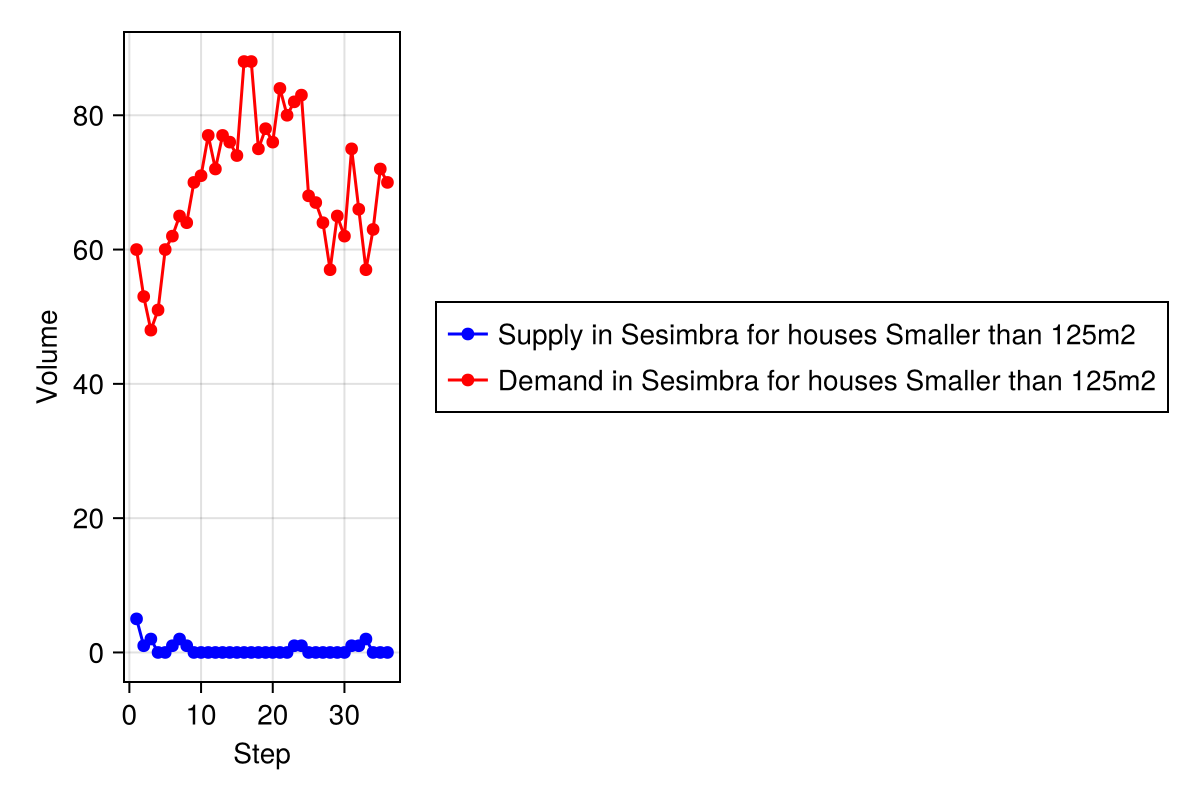 Volume
80
60
40
20
0
0 10 20 30
Step
Supply in Sesimbra for houses Smaller than 125m2
Demand in Sesimbra for houses Smaller than 125m2